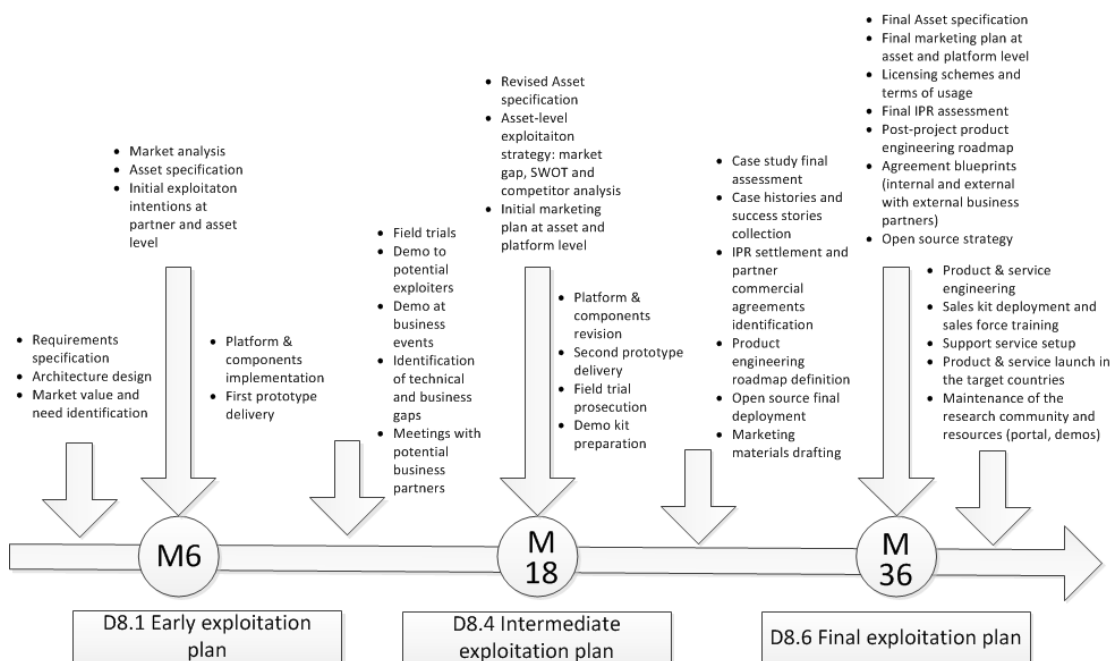 • Requirements
specification
• Architecture design
• Market value and
need identification
• Market analysis
• Asset specification
• Initial exploitaton
intentions at
partner and asset
level
• Platform &
components
implementation
• First prototype
delivery
• Field trials
• Demo to
potential
exploiters
• Demo at
business
events
• Identification
of technical
and business
gaps
• Meetings with
potential
business
partners
• Revised Asset
specification
• Asset-level
exploitaiton
strategy: market
gap, SWOT and
competitor analysis
• Initial marketing
plan at asset and
platform level
• Platform &
components
revision
• Second prototype
delivery
• Field trial
prosecution
• Demo kit
preparation
• Case study final
assessment
• Case histories and
success stories
collection
• IPR settlement and
partner
commercial
agreements
identification
• Product
engineering
roadmap definition
• Open source final
deployment
• Marketing
materials drafting
• Final Asset specification
• Final marketing plan at
asset and platform level
• Licensing schemes and
terms of usage
• Final IPR assessment
• Post-project product
engineering roadmap
• Agreement blueprints
(internal and external
with external business
partners)
• Open source strategy
• Product & service
engineering
• Sales kit deployment and
sales force training
• Support service setup
• Product & service launch in
the target countries
• Maintenance of the
research community and
resources (portal, demos)
M6
M
18
M
36
D8.1 Early exploitation
plan
D8.4 Intermediate
exploitation plan
D8.6 Final exploitation plan